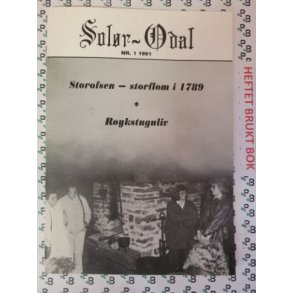 Solør-Odal
NR. 1 1991
Storofsen – storflom i 1789
*
Røykstuguliv
HEFTET BRUKT BOK